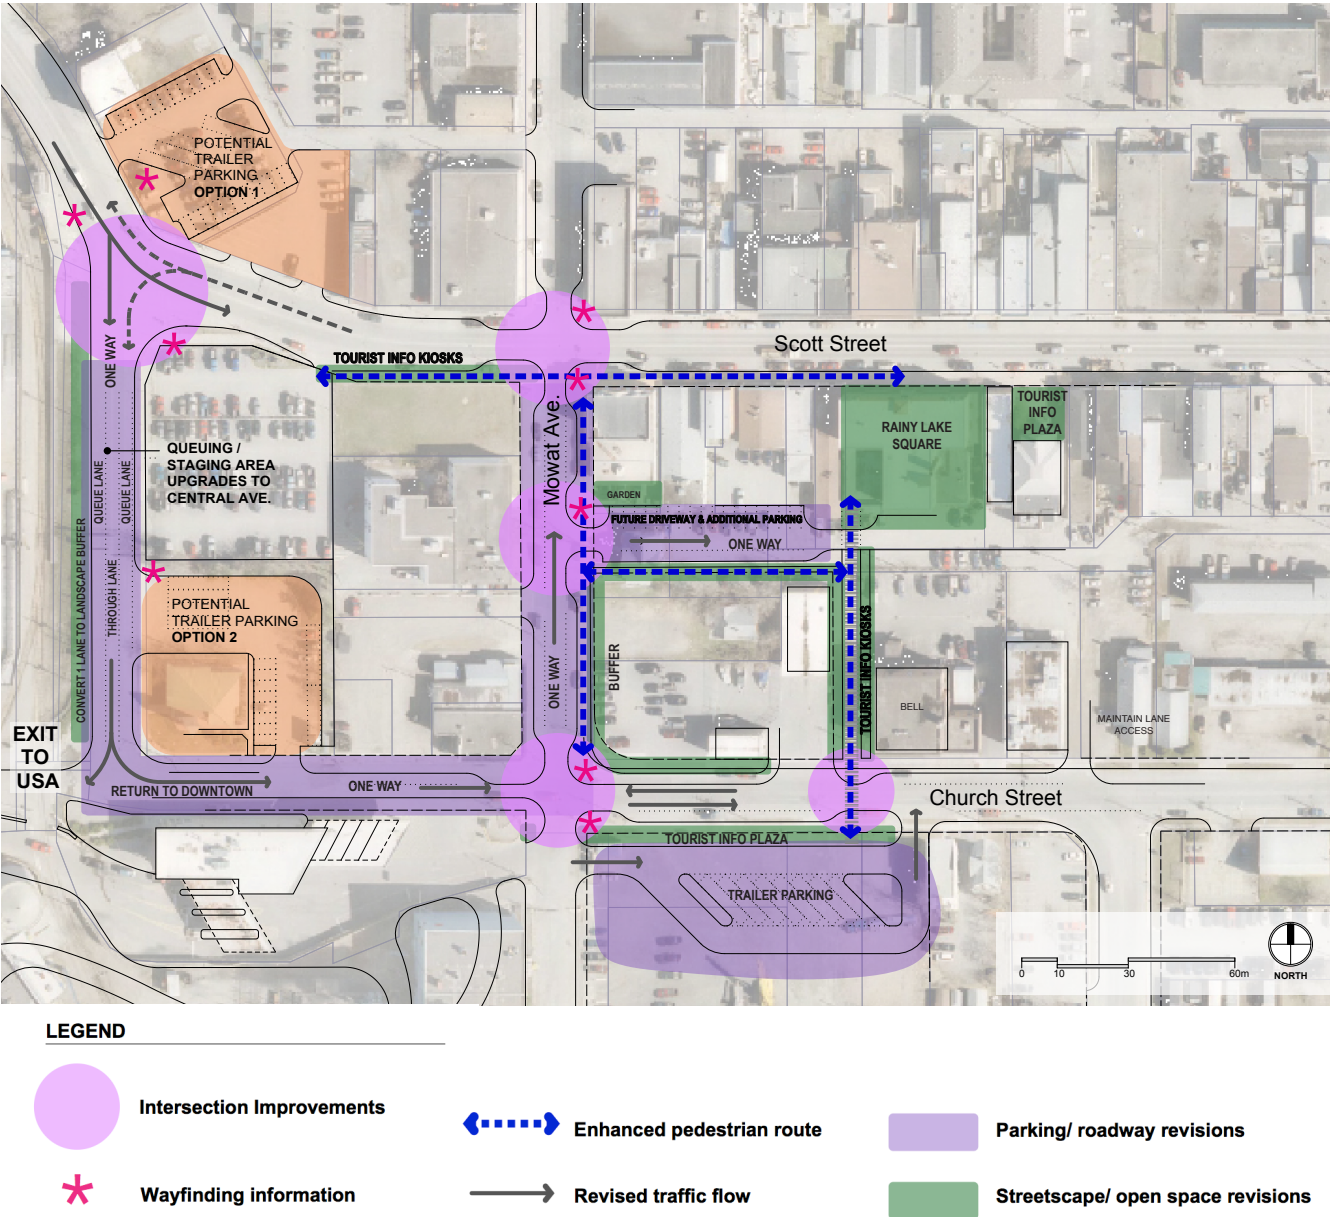 POTENTIAL
TRAILER
PARKING
OPTION 1
Scott Street
TOURIST INFO KIOSKS
ONE WAY
Mowat Ave.
RAINY LAKE
SQUARE
TOURIST
INFO
PLAZA
QUEUING /
STAGING AREA
UPGRADES TO
CENTRAL AVE.
QUEUE LANE
QUEUE LANE
GARDEN
FUTURE DRIVEWAY & ADDITIONAL PARKING
ONE WAY
CONVERT 1 LANE TO LANDSCAPE BUFFER
THROUGH LANE
POTENTIAL
TRAILER PARKING
OPTION 2
ONE WAY
BUFFER
TOURIST INFO KIOSKS
BELL
MAINTAIN LANE
ACCESS
EXIT
TO
USA
RETURN TO DOWNTOWN
ONE WAY
Church Street
TOURIST INFO PLAZA
TRAILER PARKING
0 10 30 60m
NORTH
LEGEND
Intersection Improvements
Wayfinding information
Enhanced pedestrian route
Revised traffic flow
Parking/ roadway revisions
Streetscape/ open space revisions